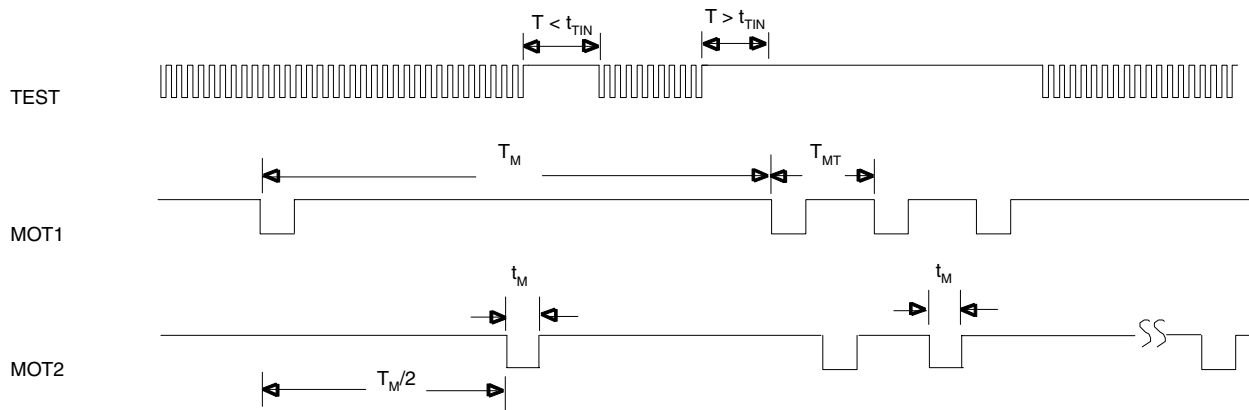 T < tTIN
T > tTIN
TEST
TM
TMT
MOT1
tM
tM
MOT2
TM/2